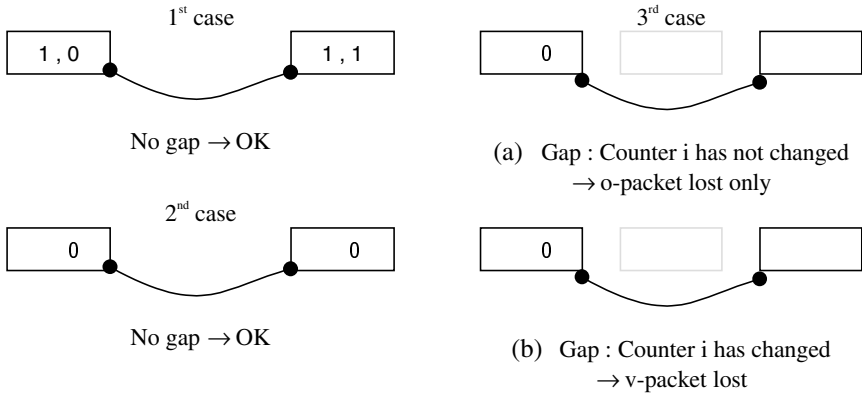 1st case
1 , 0
1 , 1
No gap → OK
2nd case
0
0
No gap → OK
3rd case
0
(a) Gap : Counter i has not changed
→ o-packet lost only
0
(b) Gap : Counter i has changed
→ v-packet lost